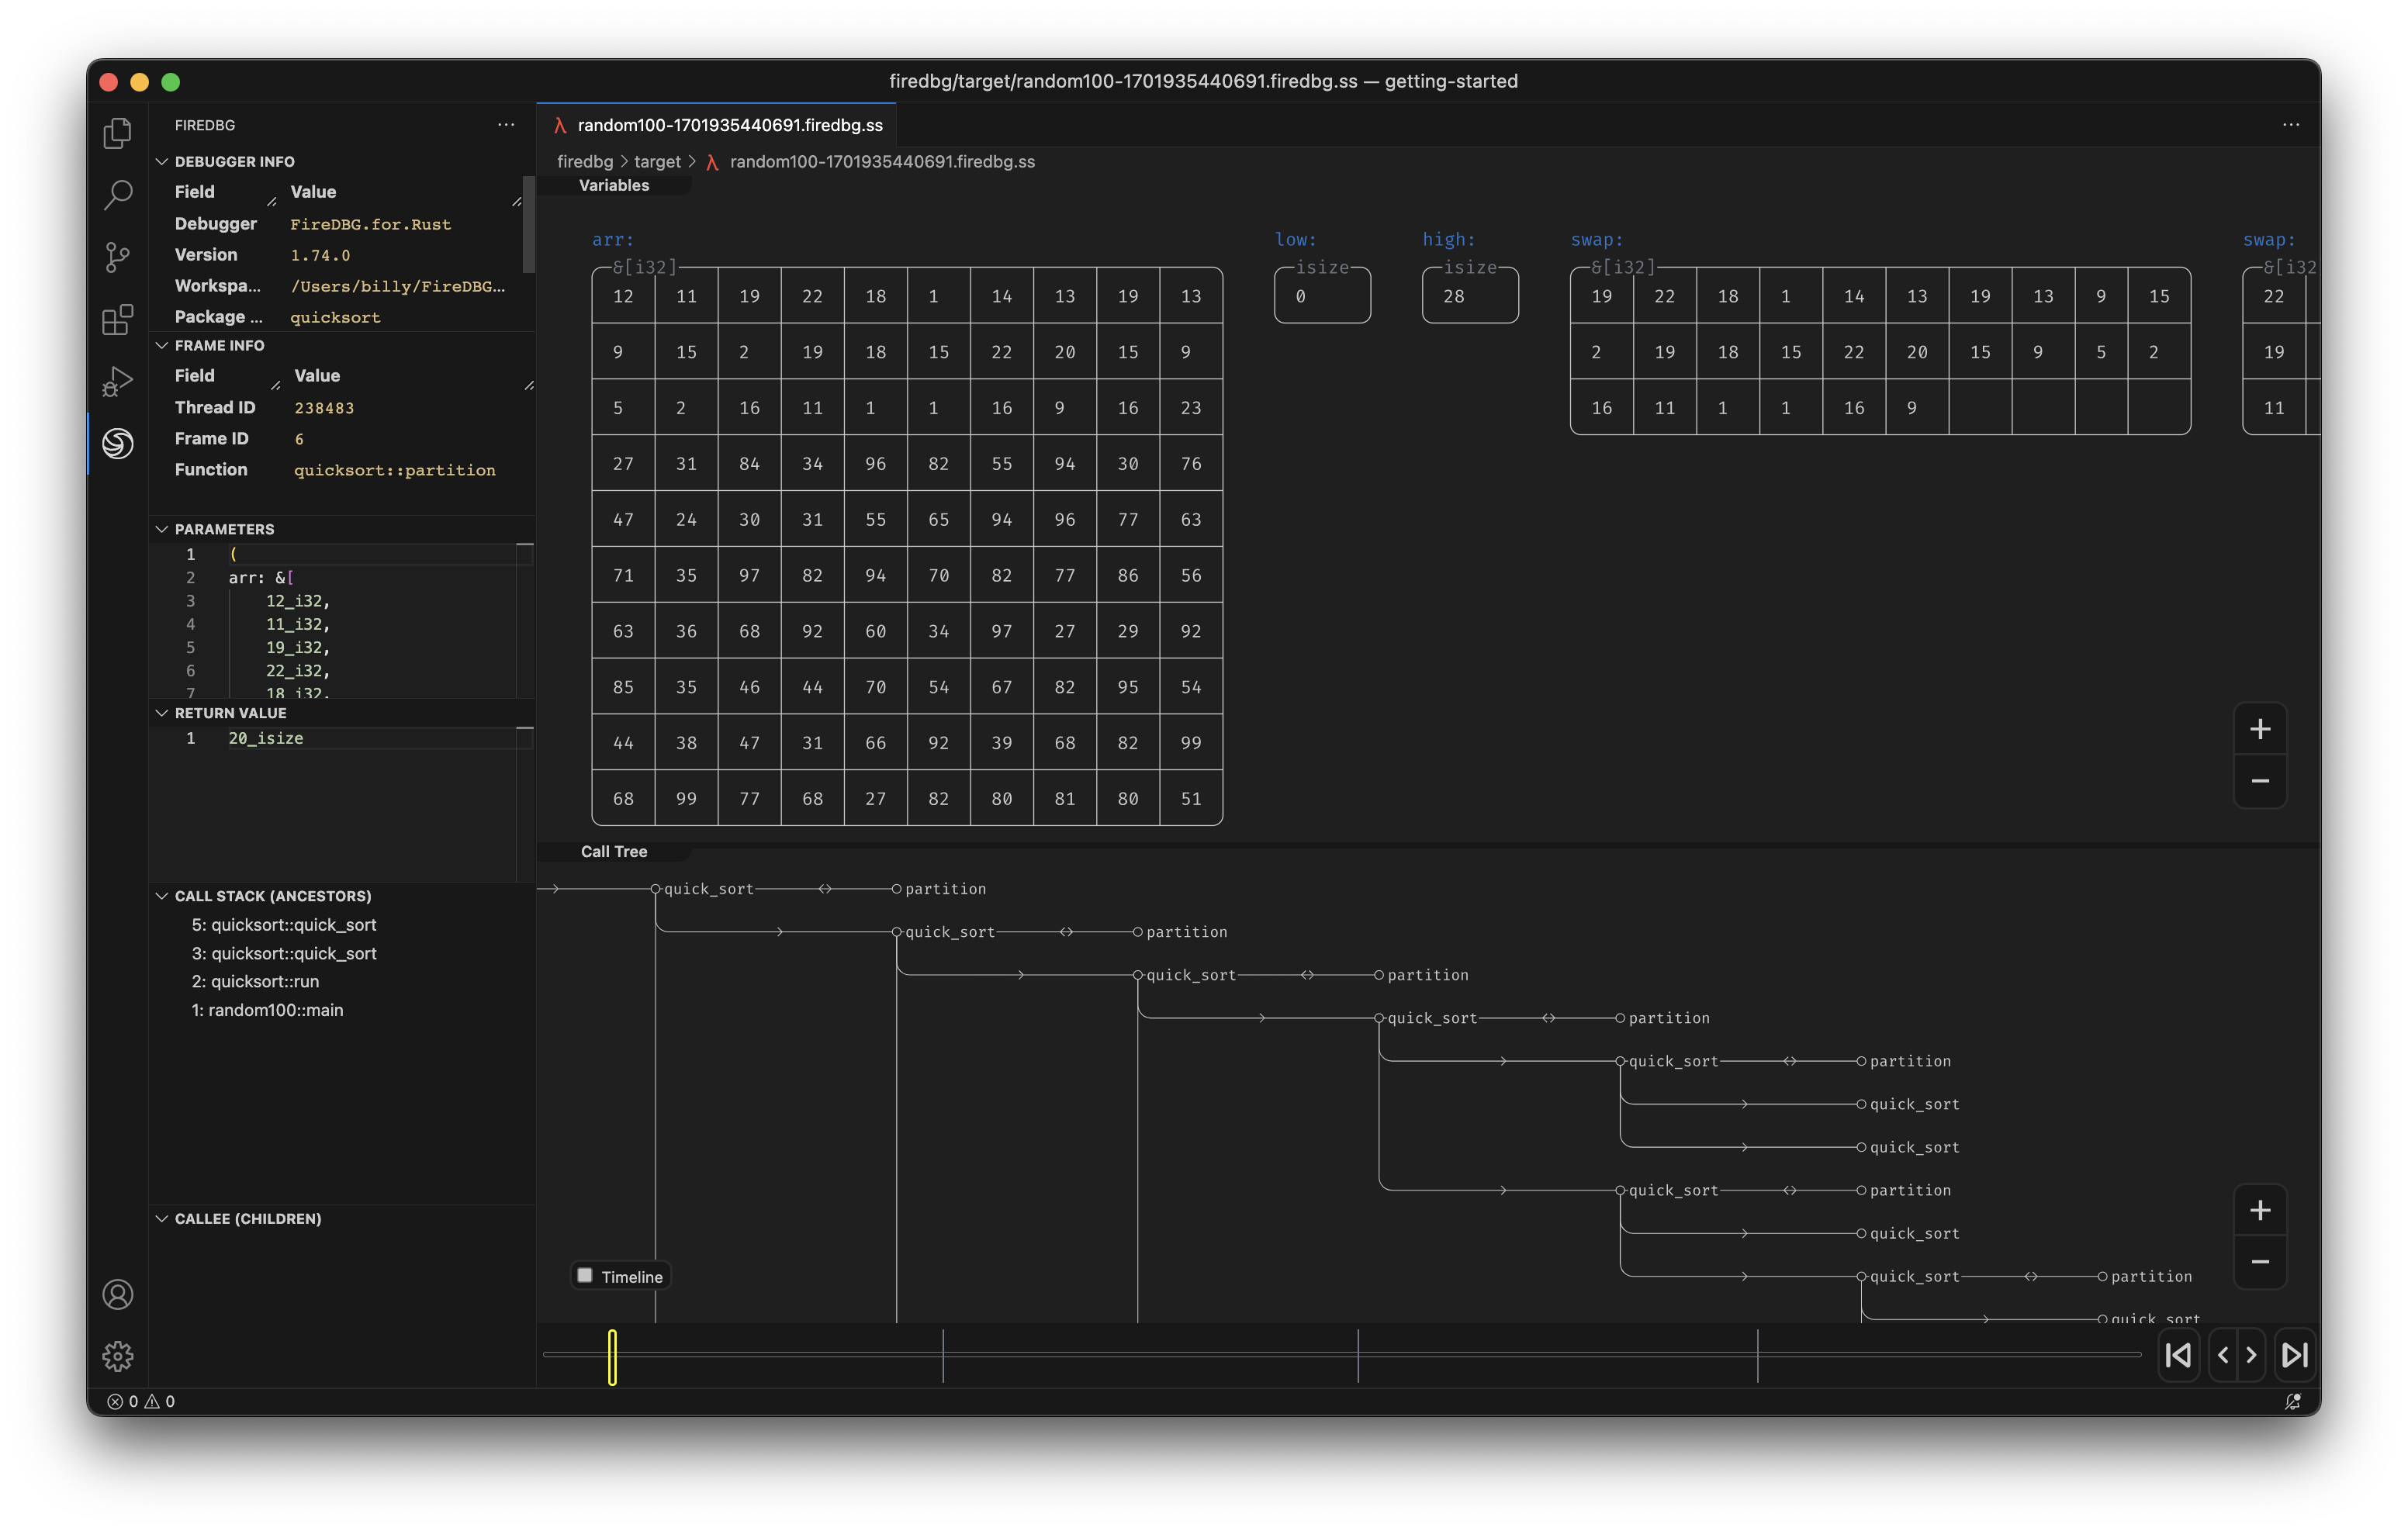 firedbg/target/random100-1701935440691.firedbg.ss — getting-started
FIREDBG
DEBUGGER INFO
Field Value
Debugger FireDBG.for.Rust
Version 1.74.0
Workspa... /Users/billy/FireDBG...
Package ... quicksort
FRAME INFO
Field Value
Thread ID 238483
Frame ID 6
Function quicksort::partition
PARAMETERS
1 (
2 arr: &[
3 12_i32,
4 11_i32,
5 19_i32,
6 22_i32,
7 18_i32,
RETURN VALUE
1 20_isize
CALL STACK (ANCESTORS)
5: quicksort::quick_sort
3: quicksort::quick_sort
2: quicksort::run
1: random100::main
CALLEE (CHILDREN)
λ random100-1701935440691.firedbg.ss
firedbg > target > λ random100-1701935440691.firedbg.ss
Variables
arr:
&[i32]
12 11 19 22 18 1 14 13 19 13
9 15 2 19 18 15 22 20 15 9
5 2 16 11 1 1 16 9 16 23
27 31 84 34 96 82 55 94 30 76
47 24 30 31 55 65 94 96 77 63
71 35 97 82 94 70 82 77 86 56
63 36 68 92 60 34 97 27 29 92
85 35 46 44 70 54 67 82 95 54
44 38 47 31 66 92 39 68 82 99
68 99 77 68 27 82 80 81 80 51
low:
isize
0
high:
isize
28
swap:
&[i32]
19 22 18 1 14 13 19 13 9 15
2 19 18 15 22 20 15 9 5 2
16 11 1 1 16 9
swap:
&[i32
22
19
11
+
−
Call Tree
quick_sort partition
quick_sort partition
quick_sort partition
quick_sort partition
quick_sort partition
quick_sort
quick_sort
quick_sort partition
quick_sort
quick_sort partition
quick_sort
Timeline
+
−
0 0